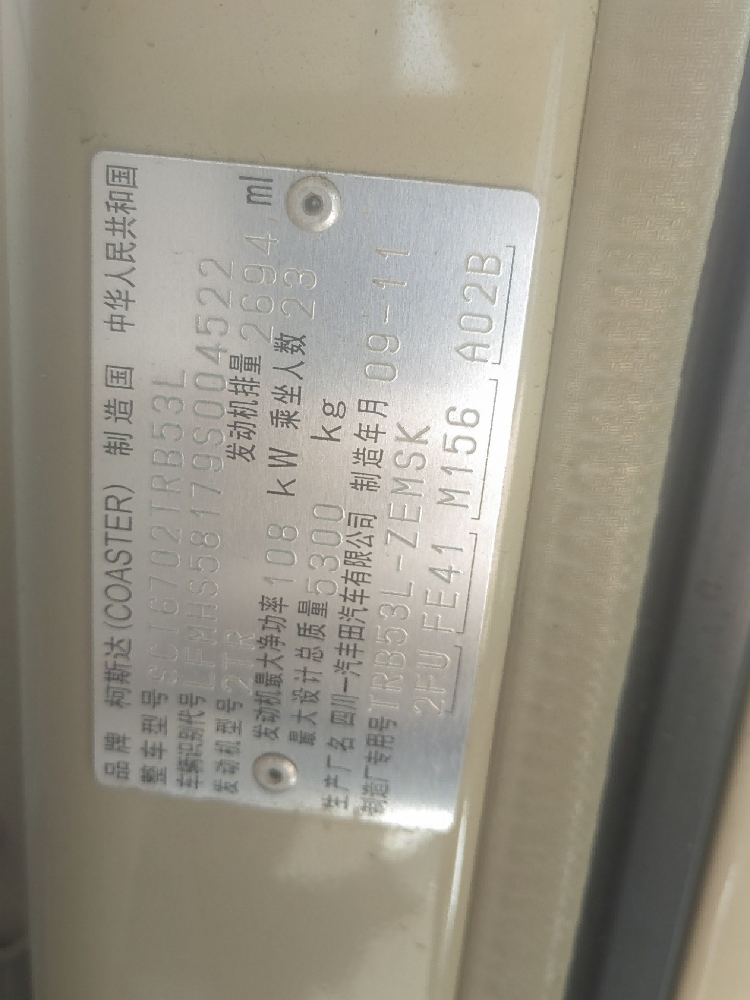 品牌 柯斯达(COASTER) 制造国 中华人民共和国
整车型号 SCT6702TRB53L
车辆识别代号 LFMHS58179S004522
发动机型号 2TR 发动机排量 2694 ml
发动机最大净功率 108 kW 乘坐人数 23
最大设计总质量 5300 kg
生产厂名 四川一汽丰田汽车有限公司 制造年月 09-11
制造厂专用号 TRB53L-ZEMSK
2FU FE41 M156 A02B